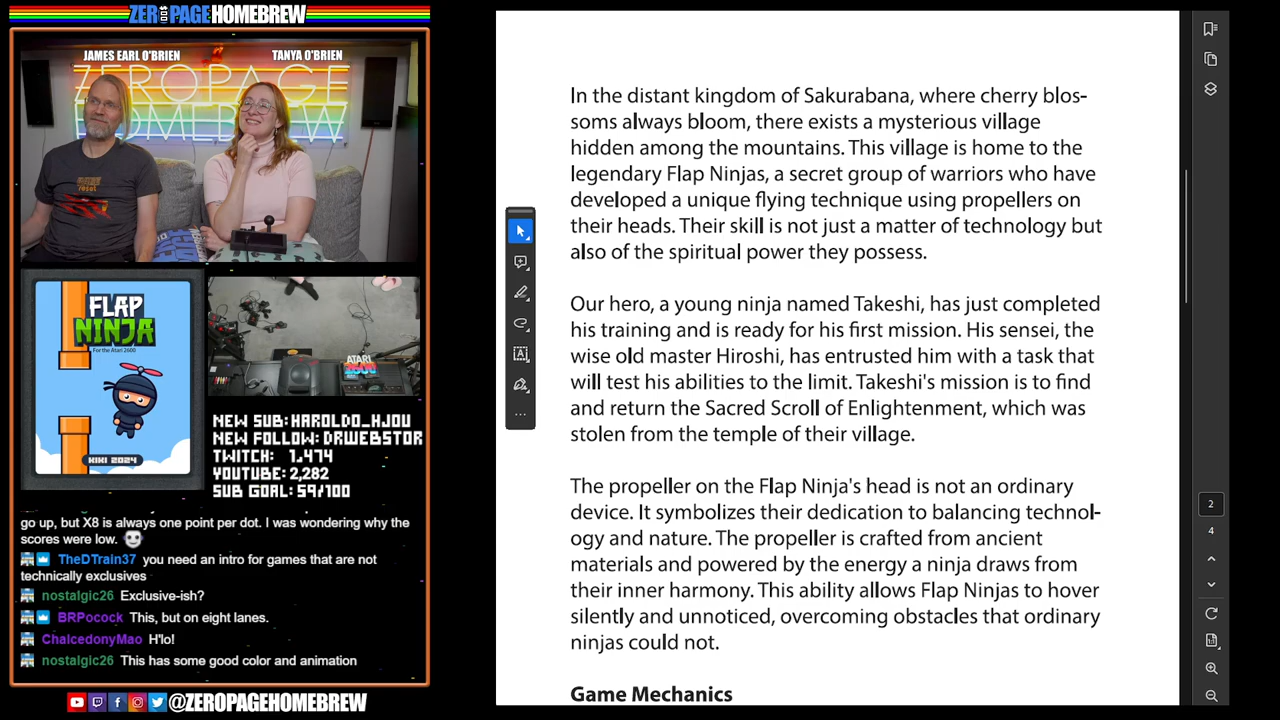 ZEROPAGE HOMEBREW
JAMES EARL O'BRIEN
TANYA O'BRIEN
ZEROPAGE
HOMEBREW
reset
FLAP
NINJA
For the Atari 2600
KIKI 2024
ATARI
2600
NEW SUB: HAROLDO_HJOU
NEW FOLLOW: DRWEBSTOR
TWITCH: 1,474
YOUTUBE: 2,282
SUB GOAL: 59/100
go up, but X8 is always one point per dot. I was wondering why the
scores were low.
TheDTrain37 you need an intro for games that are not
technically exclusives
nostalgic26 Exclusive-ish?
BRPocock This, but on eight lanes.
ChalcedonyMao H'lo!
nostalgic26 This has some good color and animation
@ZEROPAGEHOMEBREW
In the distant kingdom of Sakurabana, where cherry blos-
soms always bloom, there exists a mysterious village
hidden among the mountains. This village is home to the
legendary Flap Ninjas, a secret group of warriors who have
developed a unique flying technique using propellers on
their heads. Their skill is not just a matter of technology but
also of the spiritual power they possess.
Our hero, a young ninja named Takeshi, has just completed
his training and is ready for his first mission. His sensei, the
wise old master Hiroshi, has entrusted him with a task that
will test his abilities to the limit. Takeshi's mission is to find
and return the Sacred Scroll of Enlightenment, which was
stolen from the temple of their village.
The propeller on the Flap Ninja's head is not an ordinary
device. It symbolizes their dedication to balancing technol-
ogy and nature. The propeller is crafted from ancient
materials and powered by the energy a ninja draws from
their inner harmony. This ability allows Flap Ninjas to hover
silently and unnoticed, overcoming obstacles that ordinary
ninjas could not.
Game Mechanics
2
4